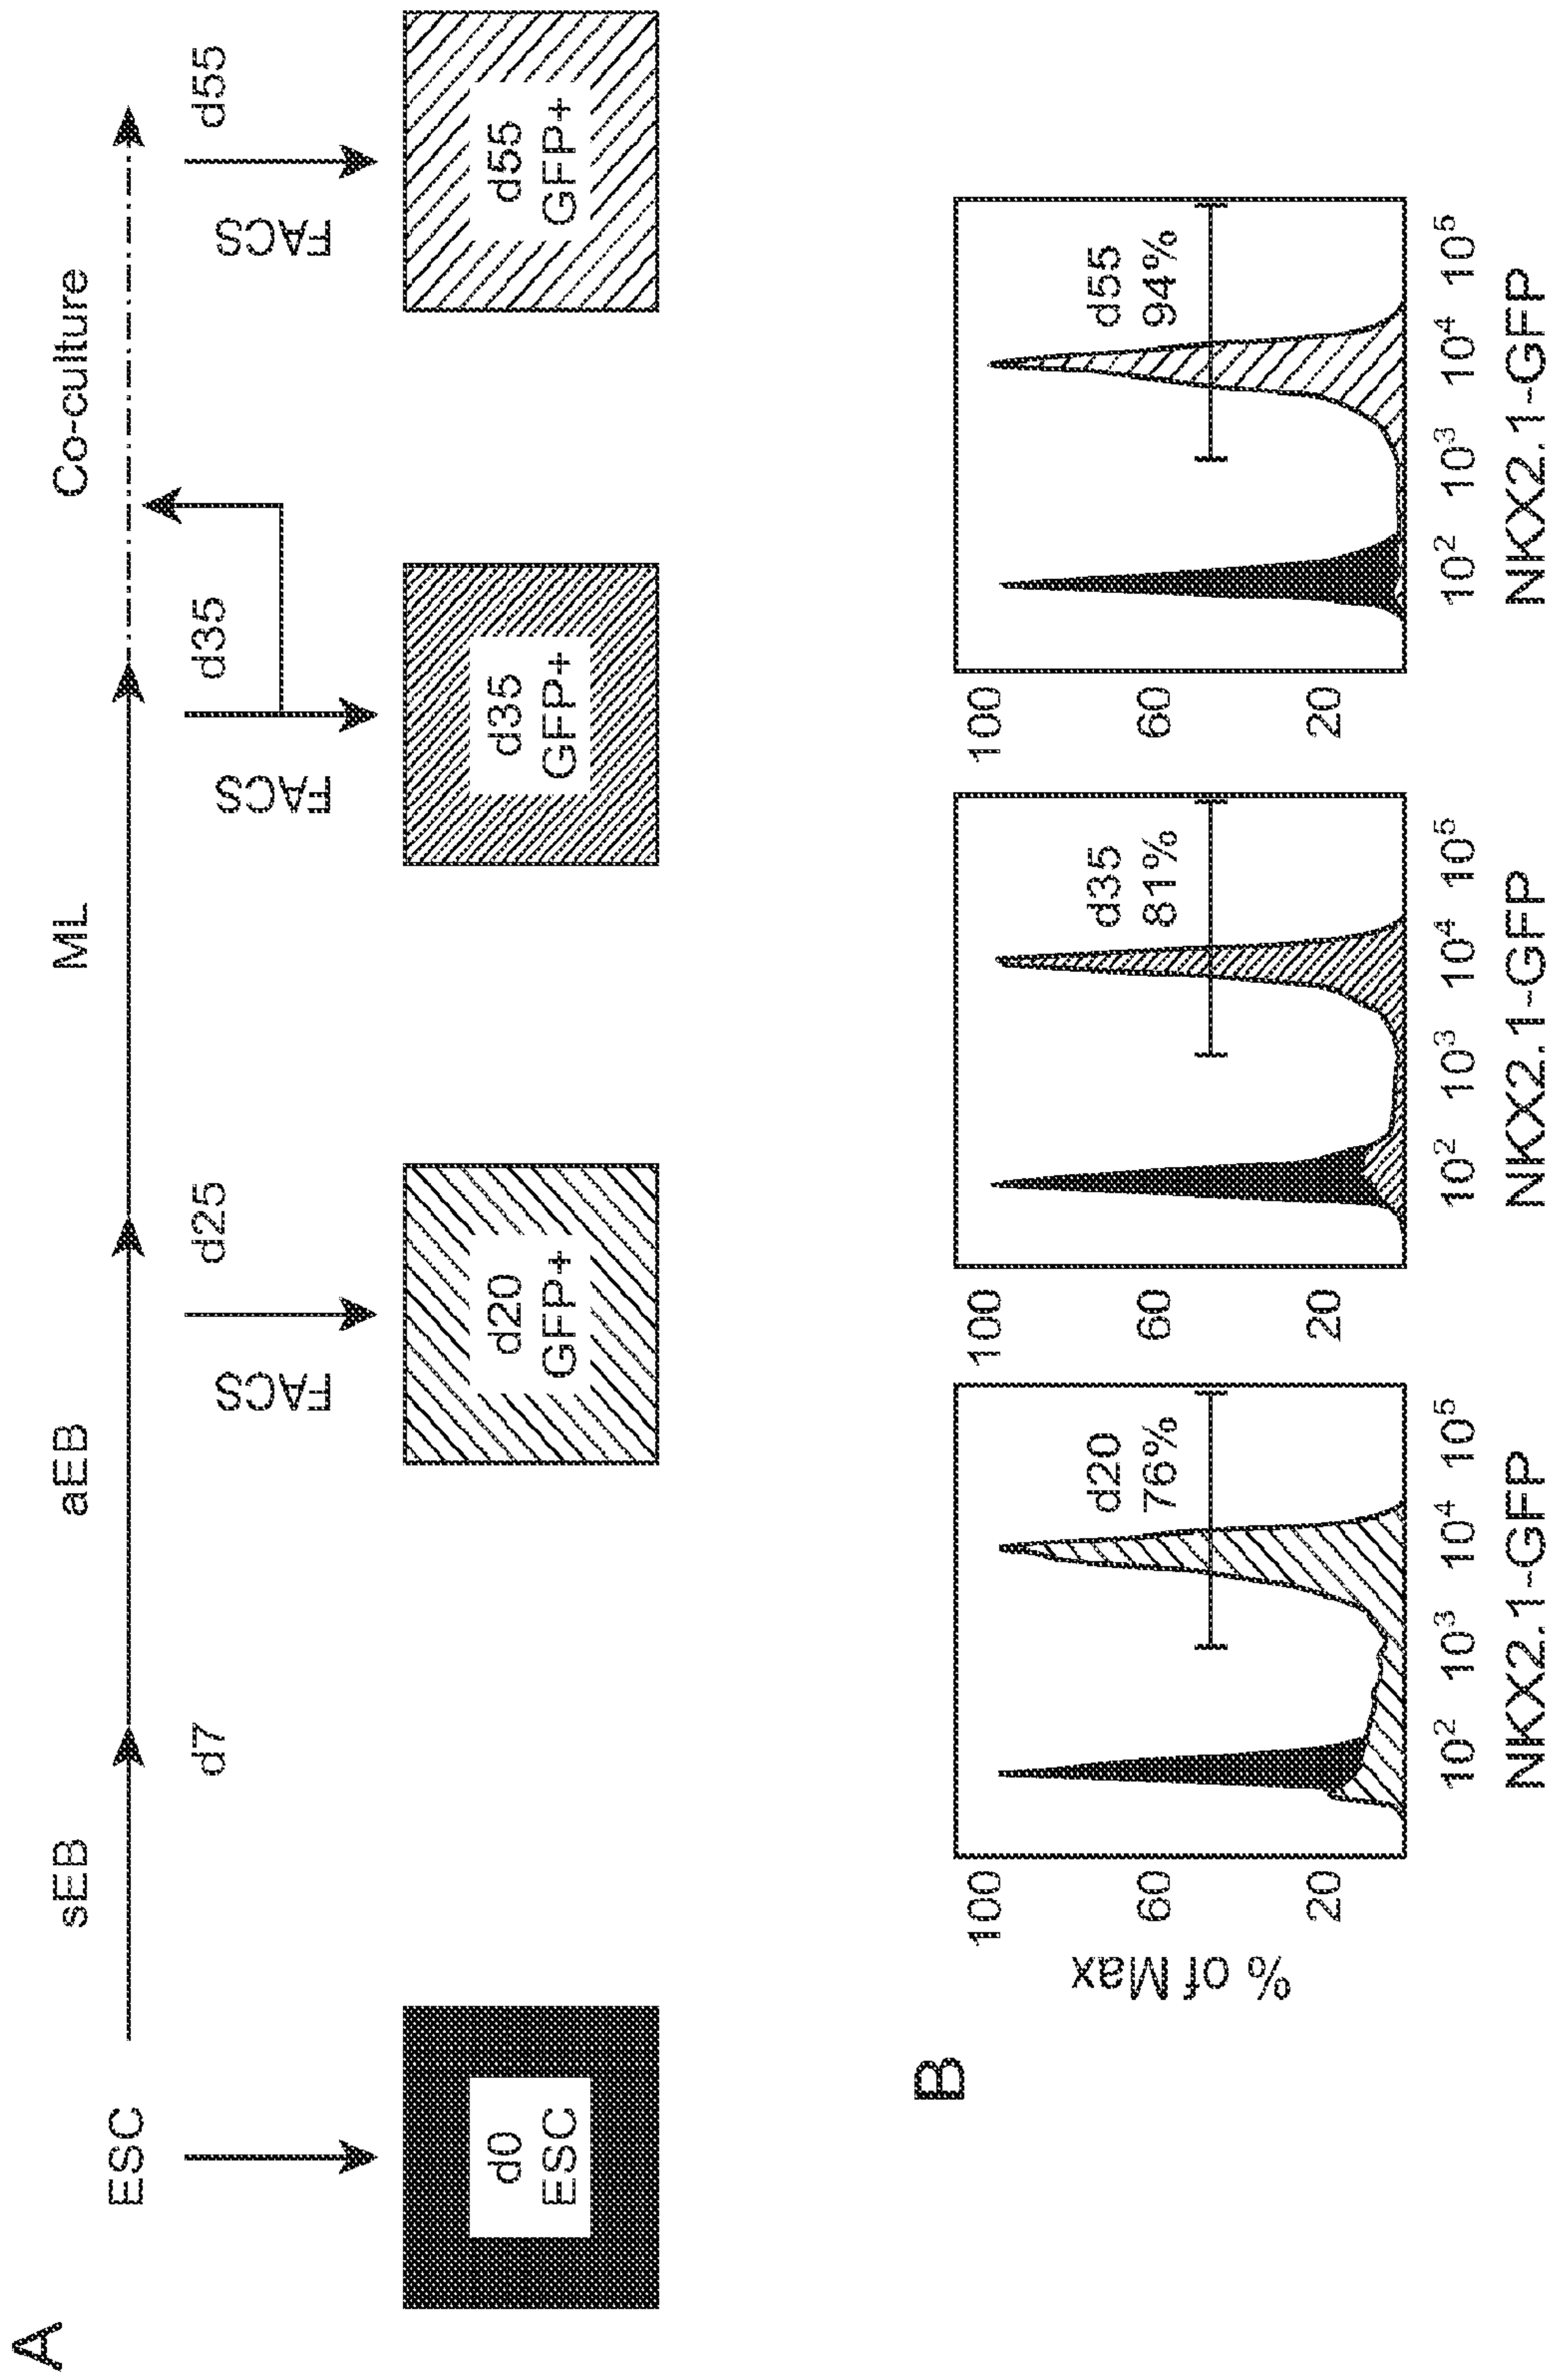 A
sEB
aEB
ML
Co-culture
ESC
d7
d25
d35
d55
FACS
FACS
FACS
d0
ESC
d20
GFP+
d35
GFP+
d55
GFP+
B
% of Max
100
60
20
d20
76%
10² 10³ 10⁴ 10⁵
NKX2.1-GFP
100
60
20
d35
81%
10² 10³ 10⁴ 10⁵
NKX2.1-GFP
100
60
20
d55
94%
10² 10³ 10⁴ 10⁵
NKX2.1-GFP